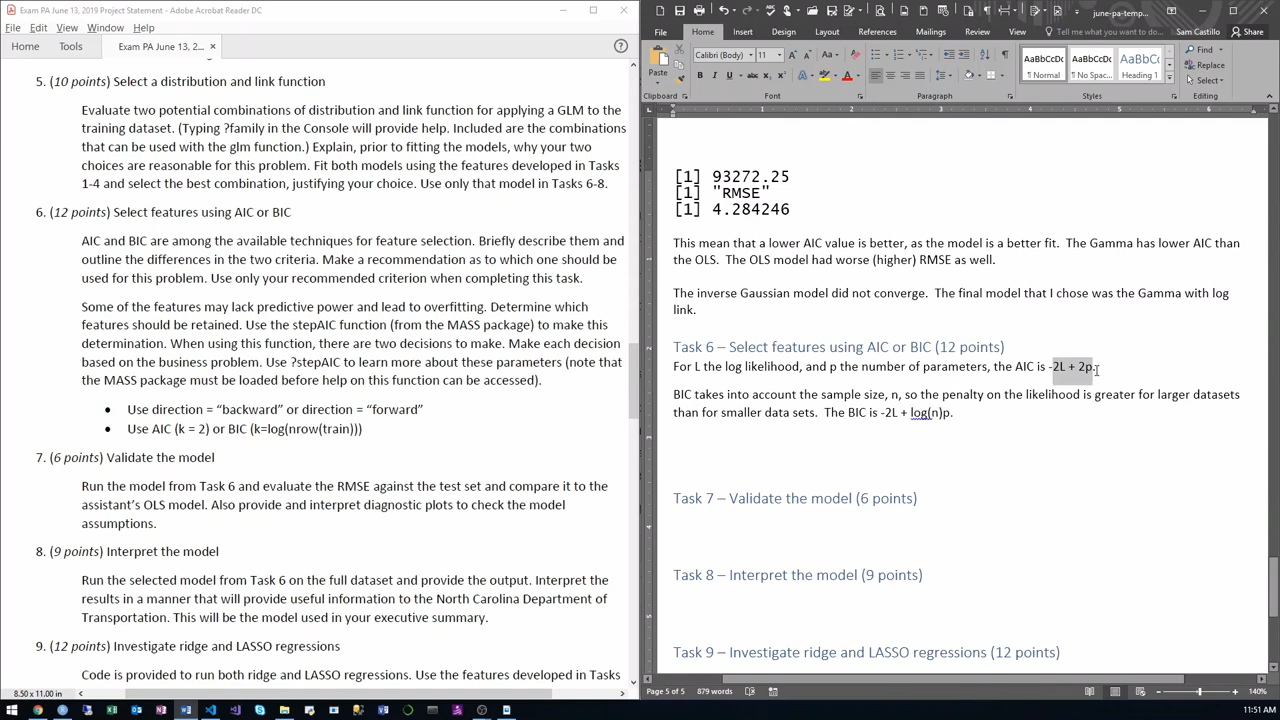 Exam PA June 13, 2019 Project Statement - Adobe Acrobat Reader DC
File Edit View Window Help
Home Tools Exam PA June 13, 2...
5. (10 points) Select a distribution and link function
Evaluate two potential combinations of distribution and link function for applying a GLM to the
training dataset. (Typing ?family in the Console will provide help. Included are the combinations
that can be used with the glm function.) Explain, prior to fitting the models, why your two
choices are reasonable for this problem. Fit both models using the features developed in Tasks
1-4 and select the best combination, justifying your choice. Use only that model in Tasks 6-8.
6. (12 points) Select features using AIC or BIC
AIC and BIC are among the available techniques for feature selection. Briefly describe them and
outline the differences in the two criteria. Make a recommendation as to which one should be
used for this problem. Use only your recommended criterion when completing this task.
Some of the features may lack predictive power and lead to overfitting. Determine which
features should be retained. Use the stepAIC function (from the MASS package) to make this
determination. When using this function, there are two decisions to make. Make each decision
based on the business problem. Use ?stepAIC to learn more about these parameters (note that
the MASS package must be loaded before help on this function can be accessed).
• Use direction = “backward” or direction = “forward”
• Use AIC (k = 2) or BIC (k=log(nrow(train)))
7. (6 points) Validate the model
Run the model from Task 6 and evaluate the RMSE against the test set and compare it to the
assistant’s OLS model. Also provide and interpret diagnostic plots to check the model
assumptions.
8. (9 points) Interpret the model
Run the selected model from Task 6 on the full dataset and provide the output. Interpret the
results in a manner that will provide useful information to the North Carolina Department of
Transportation. This will be the model used in your executive summary.
9. (12 points) Investigate ridge and LASSO regressions
Code is provided to run both ridge and LASSO regressions. Use the features developed in Tasks
8.50 x 11.00 in
june-pa-temp...
File Home Insert Design Layout References Mailings Review View Tell me what you want to do Sam Castillo Share
Calibri (Body) 11
Paste
Clipboard Font Paragraph Styles Editing
AaBbCcDc AaBbCcDc AaBbCc
¶ Normal ¶ No Spac... Heading 1
Find
Replace
Select
1 2 3 4 5 6
[1] 93272.25
[1] "RMSE"
[1] 4.284246
This mean that a lower AIC value is better, as the model is a better fit. The Gamma has lower AIC than
the OLS. The OLS model had worse (higher) RMSE as well.
The inverse Gaussian model did not converge. The final model that I chose was the Gamma with log
link.
Task 6 – Select features using AIC or BIC (12 points)
For L the log likelihood, and p the number of parameters, the AIC is -2L + 2p.
BIC takes into account the sample size, n, so the penalty on the likelihood is greater for larger datasets
than for smaller data sets. The BIC is -2L + log(n)p.
Task 7 – Validate the model (6 points)
Task 8 – Interpret the model (9 points)
Task 9 – Investigate ridge and LASSO regressions (12 points)
Page 5 of 5 879 words 140%
11:51 AM